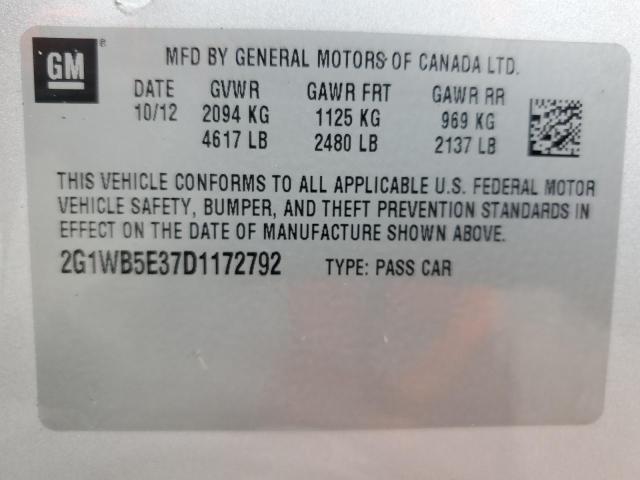 GM
®
MFD BY GENERAL MOTORS OF CANADA LTD.
DATE GVWR GAWR FRT GAWR RR
10/12 2094 KG 1125 KG 969 KG
4617 LB 2480 LB 2137 LB
THIS VEHICLE CONFORMS TO ALL APPLICABLE U.S. FEDERAL MOTOR
VEHICLE SAFETY, BUMPER, AND THEFT PREVENTION STANDARDS IN
EFFECT ON THE DATE OF MANUFACTURE SHOWN ABOVE.
2G1WB5E37D1172792 TYPE: PASS CAR